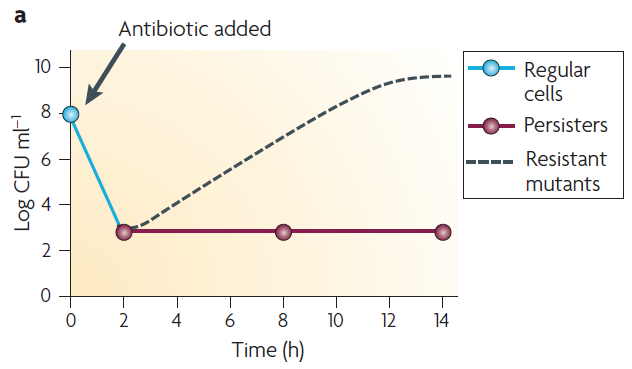 a
Antibiotic added
Log CFU ml⁻¹
10
8
6
4
2
0
0 2 4 6 8 10 12 14
Time (h)
Regular
cells
Persisters
Resistant
mutants